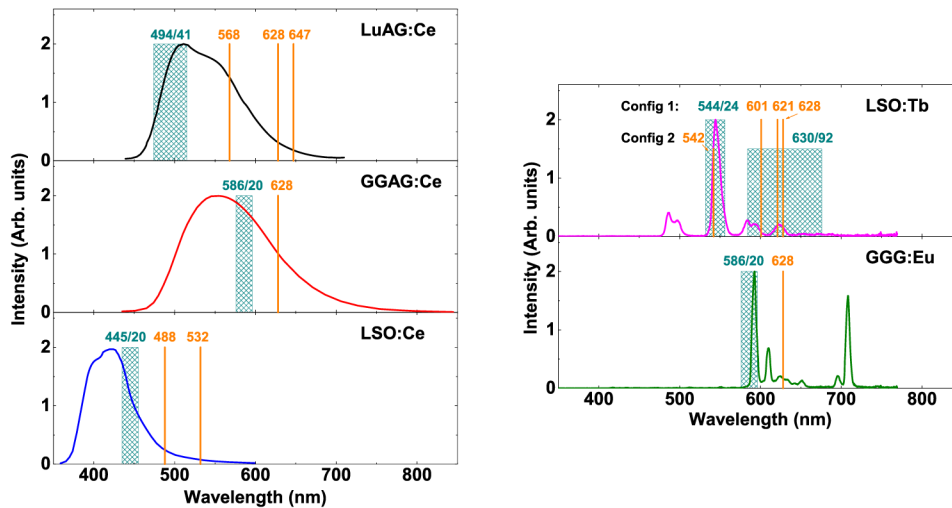 LuAG:Ce
494/41 568 628 647
2
1
0
GGAG:Ce
586/20 628
2
1
0
LSO:Ce
445/20 488 532
2
1
0
400 500 600 700 800
Wavelength (nm)
Intensity (Arb. units)
LSO:Tb
Config 1: 544/24 601 621 628
Config 2 542 630/92
2
1
0
GGG:Eu
586/20 628
2
1
0
400 500 600 700 800
Wavelength (nm)
Intensity (Arb. units)